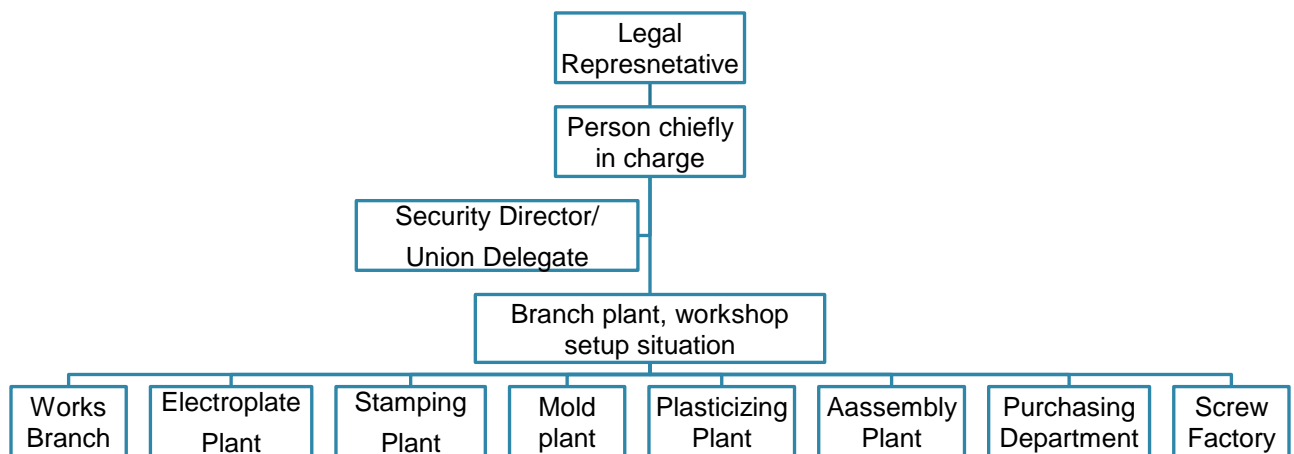 Legal
Represnetative
Person chiefly
in charge
Security Director/
Union Delegate
Branch plant, workshop
setup situation
Works
Branch
Electroplate
Plant
Stamping
Plant
Mold
plant
Plasticizing
Plant
Aassembly
Plant
Purchasing
Department
Screw
Factory